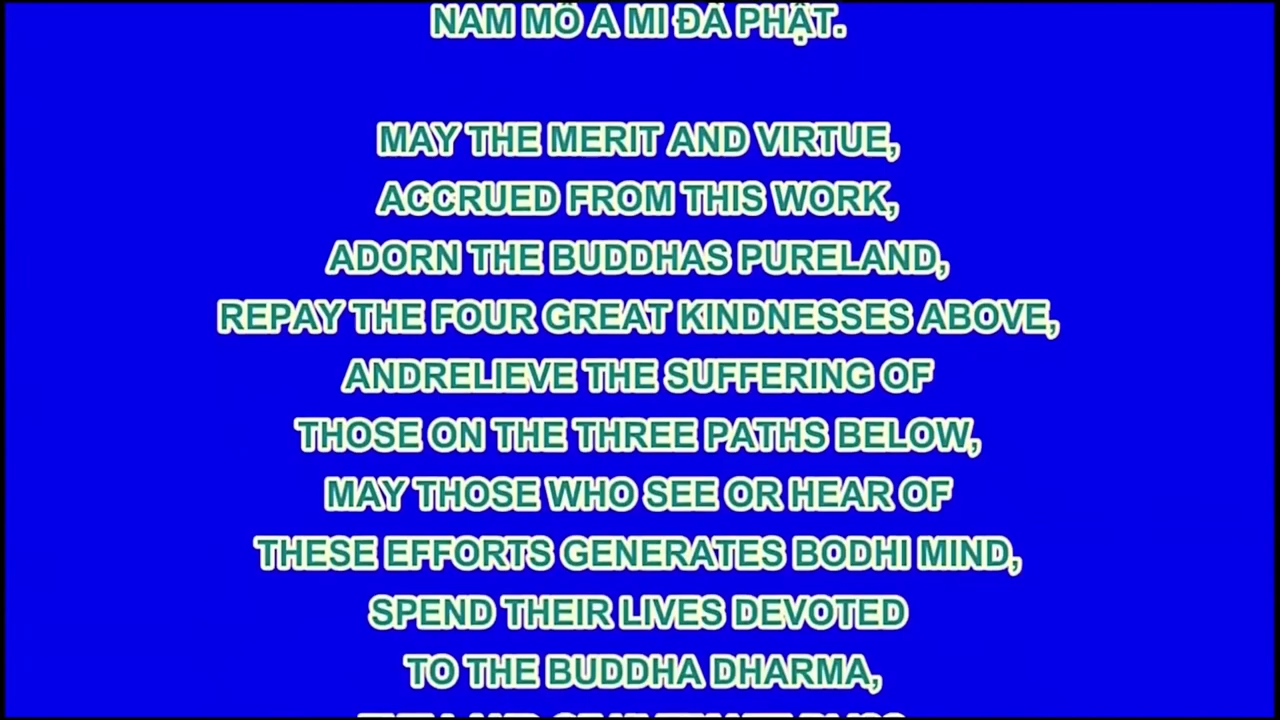 NAM MÔ A MI ĐÀ PHẬT.
MAY THE MERIT AND VIRTUE,
ACCRUED FROM THIS WORK,
ADORN THE BUDDHAS PURELAND,
REPAY THE FOUR GREAT KINDNESSES ABOVE,
ANDRELIEVE THE SUFFERING OF
THOSE ON THE THREE PATHS BELOW,
MAY THOSE WHO SEE OR HEAR OF
THESE EFFORTS GENERATES BODHI MIND,
SPEND THEIR LIVES DEVOTED
TO THE BUDDHA DHARMA,